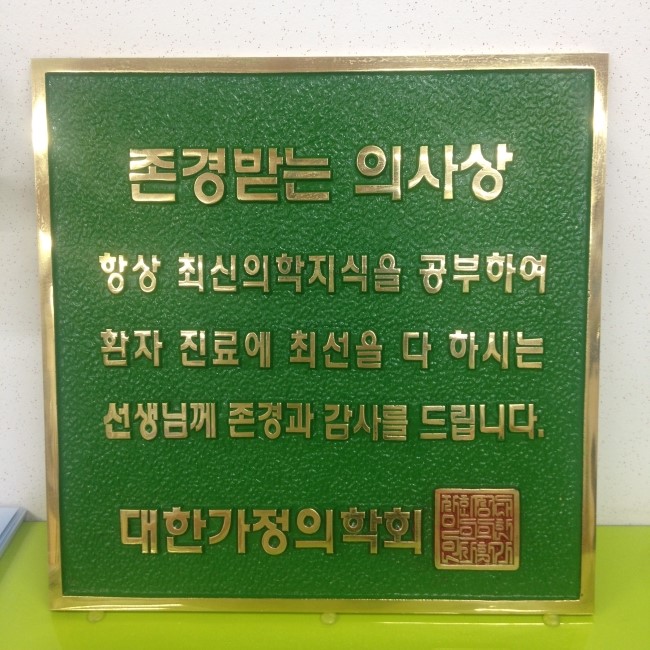 존경받는 의사상
항상 최신의학지식을 공부하여
환자 진료에 최선을 다 하시는
선생님께 존경과 감사를 드립니다.
대한가정의학회